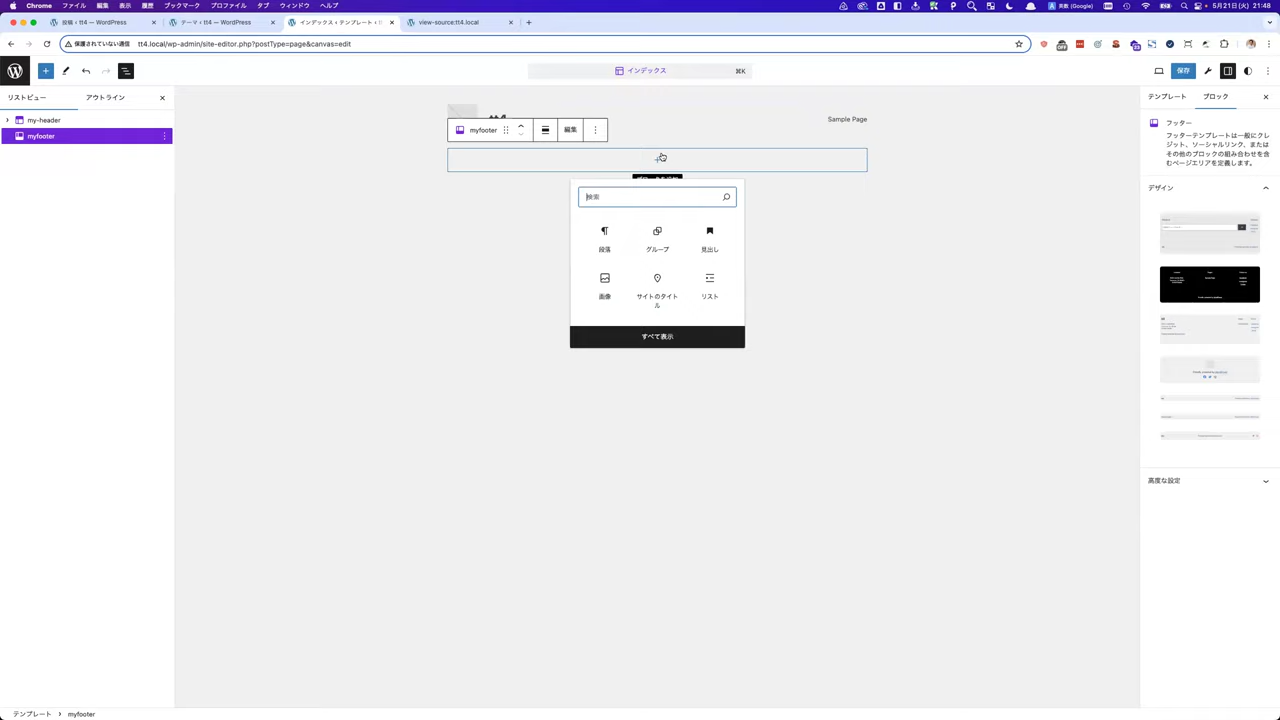 Chrome ファイル 編集 表示 履歴 ブックマーク プロファイル タブ ウィンドウ ヘルプ
英数 (Google)
5月21日(火) 21:48
投稿 ‹ tt4 — WordPress
テーマ ‹ tt4 — WordPress
インデックス ‹ テンプレート ‹ t
view-source:tt4.local
保護されていない通信
tt4.local/wp-admin/site-editor.php?postType=page&canvas=edit
OFF
23
インデックス
⌘K
保存
リストビュー
アウトライン
テンプレート
ブロック
my-header
myfooter
Sample Page
myfooter
編集
検索
段落
グループ
見出し
画像
サイトのタイト
ル
リスト
すべて表示
フッター
フッターテンプレートは一般にクレ
ジット、ソーシャルリンク、または
その他のブロックの組み合わせを含
むページエリアを定義します。
デザイン
高度な設定
テンプレート
myfooter